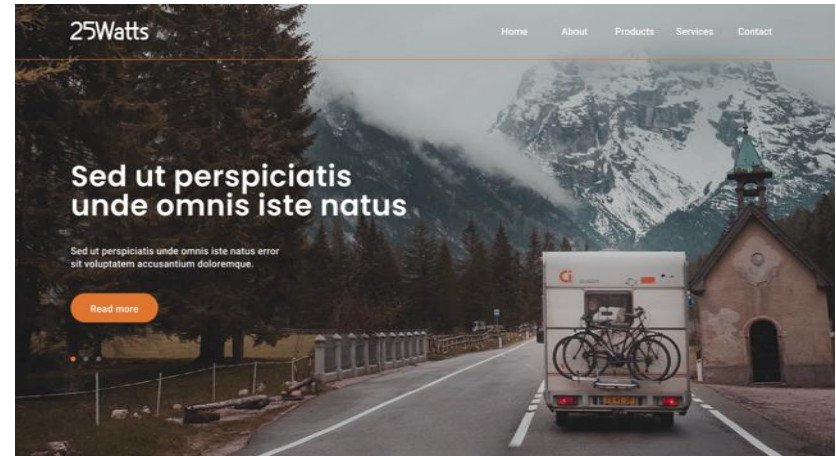 25Watts
Home About Products Services Contact
Sed ut perspiciatis
unde omnis iste natus
Sed ut perspiciatis unde omnis iste natus error
sit voluptatem accusantium doloremque.
Read more
Ci